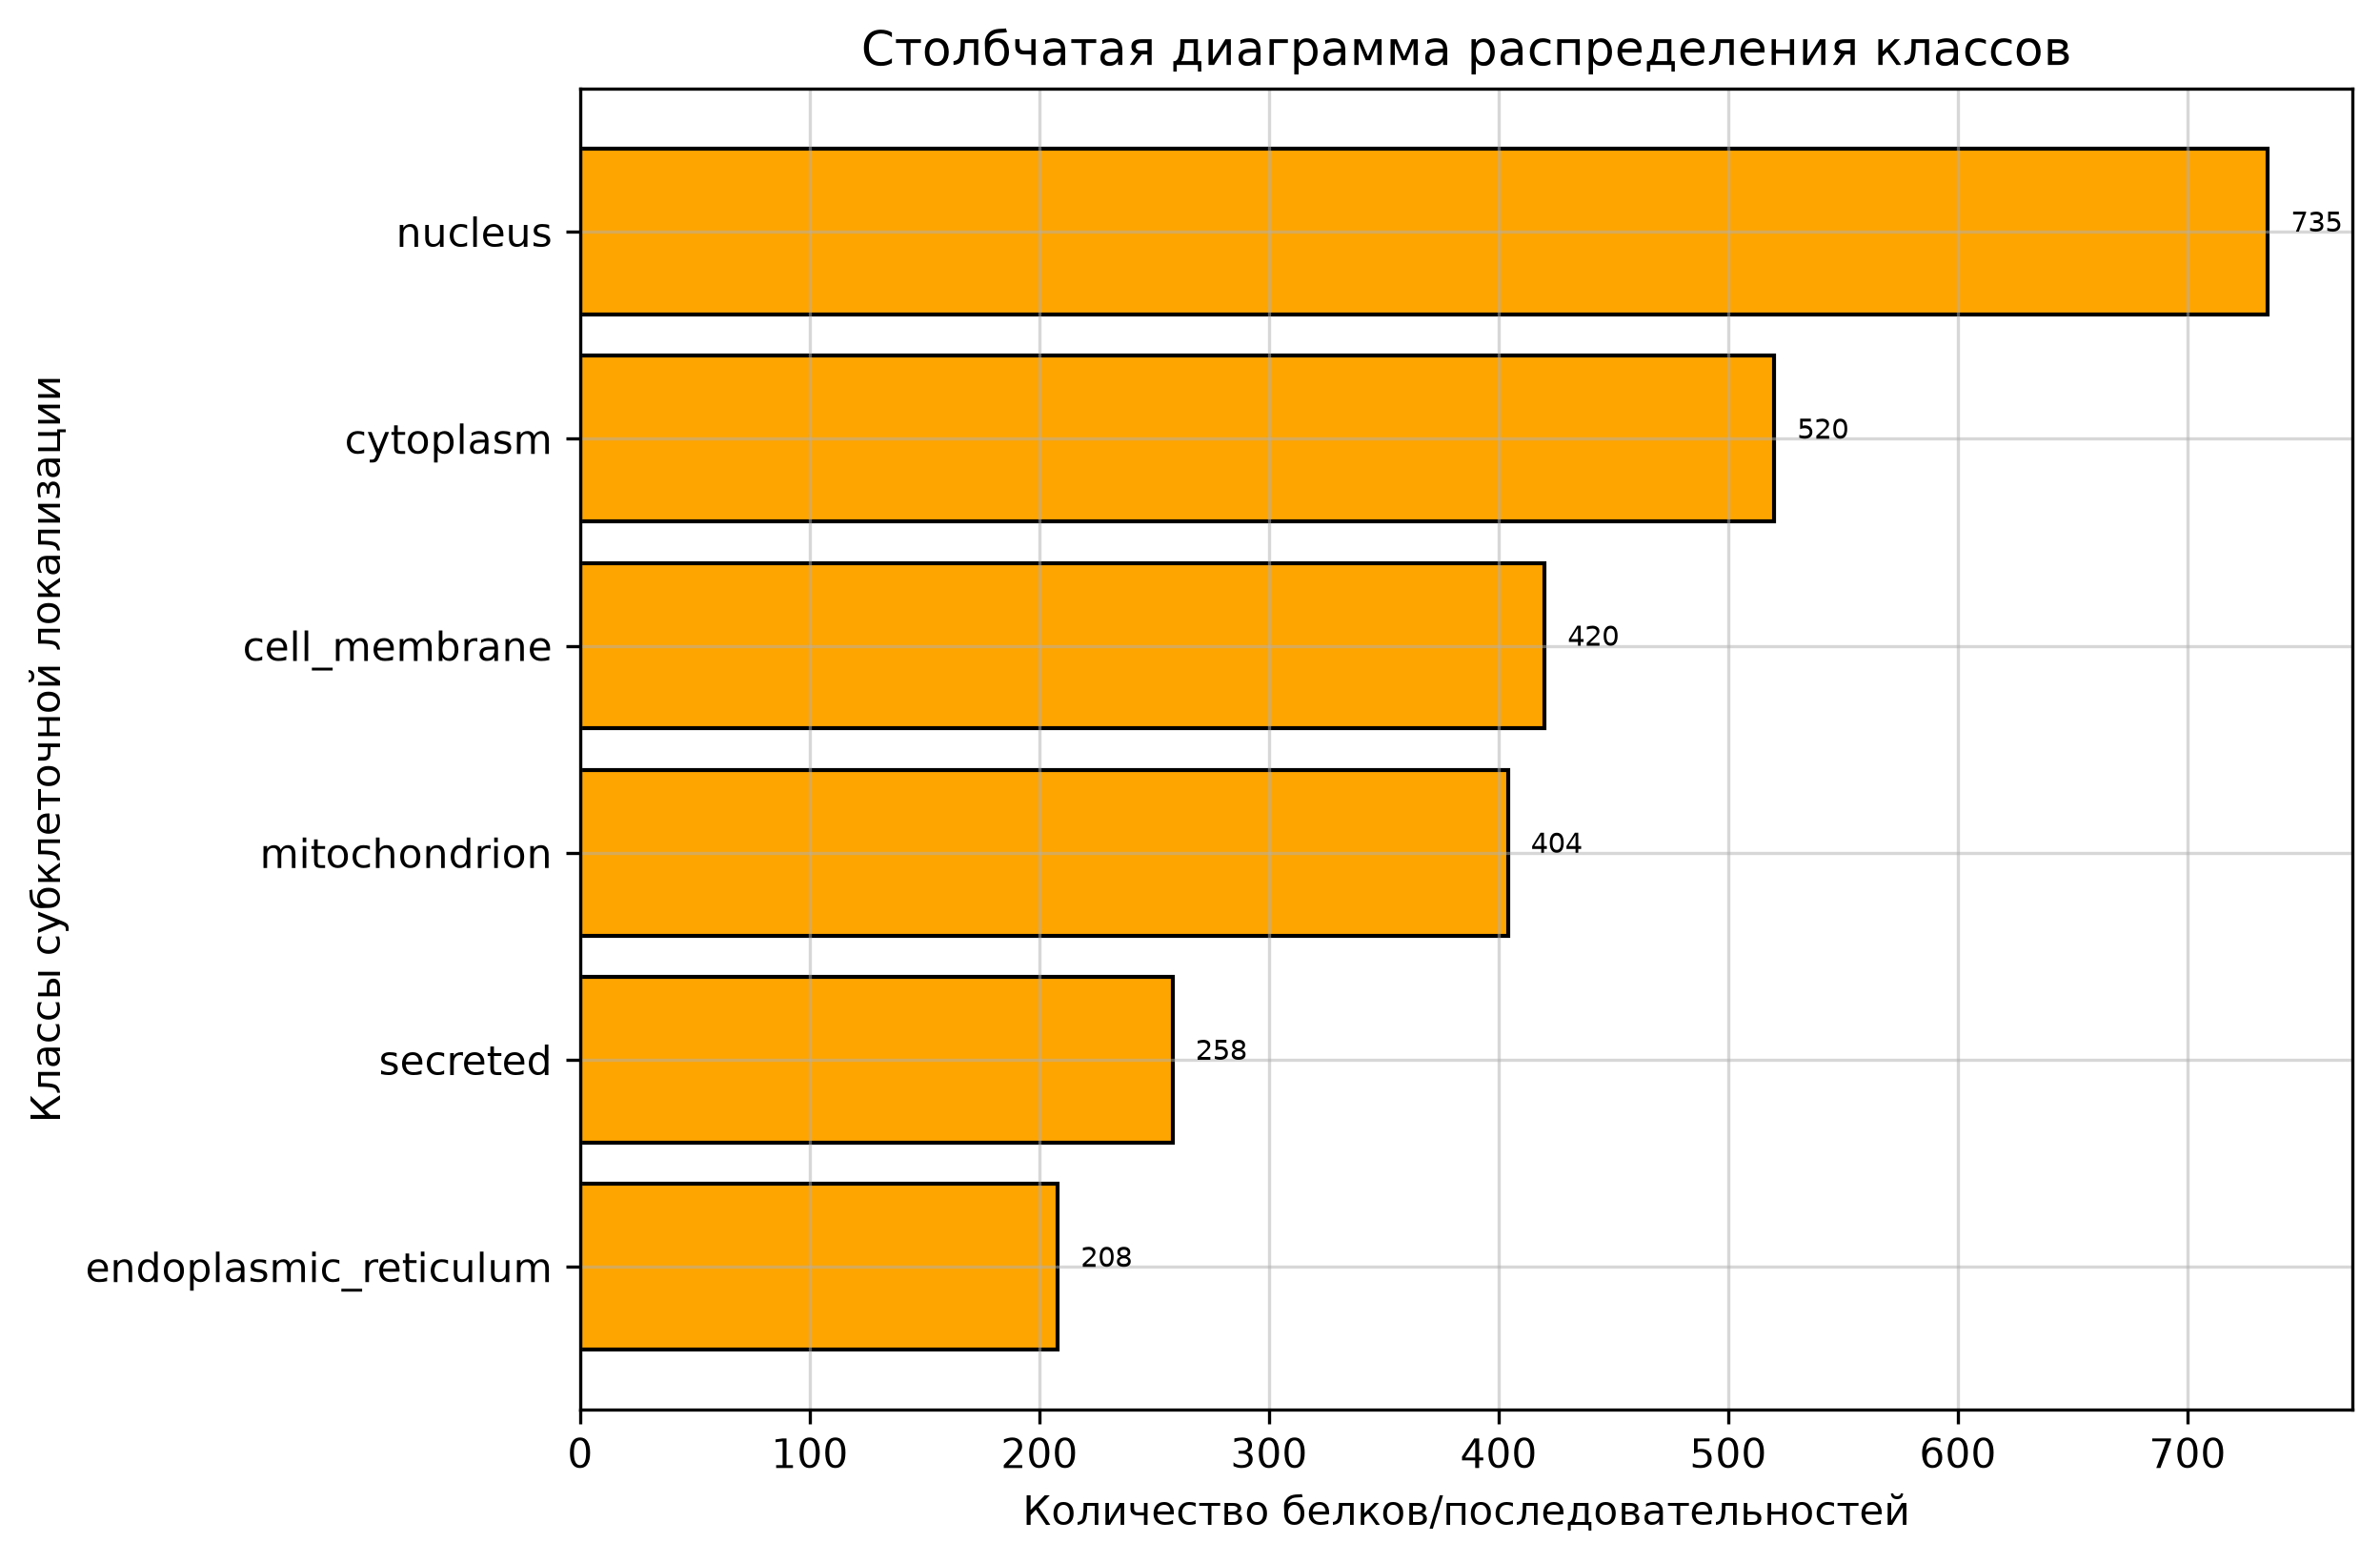 Столбчатая диаграмма распределения классов
Классы субклеточной локализации
nucleus
735
cytoplasm
520
cell_membrane
420
mitochondrion
404
secreted
258
endoplasmic_reticulum
208
0 100 200 300 400 500 600 700
Количество белков/последовательностей